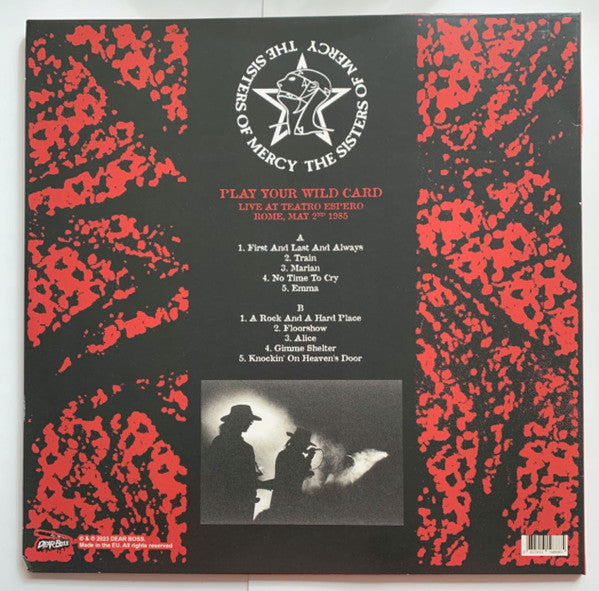 THE SISTERS OF MERCY THE SISTERS OF MERCY
PLAY YOUR WILD CARD
LIVE AT TEATRO ESPERO
ROME, MAY 2ND 1985
A
1. First And Last And Always
2. Train
3. Marian
4. No Time To Cry
5. Emma
B
1. A Rock And A Hard Place
2. Floorshow
3. Alice
4. Gimme Shelter
5. Knockin' On Heaven's Door
DEAR BOSS
℗ & © 2023 DEAR BOSS.
Made in the EU. All rights reserved